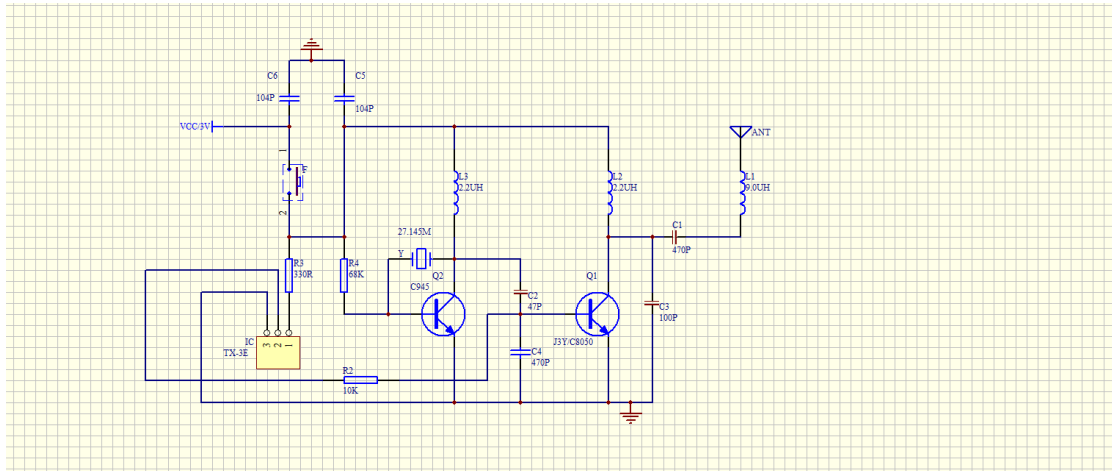 C6
C5
104P
104P
VCC/3V
ANT
1
F
2
L3
2.2UH
L2
2.2UH
L1
9.0UH
27.145M
Y
C1
470P
R3
330R
R4
68K
Q2
C945
Q1
C2
47P
C3
100P
J3Y/C8050
IC
TX-3E
3
2
1
C4
470P
R2
10K